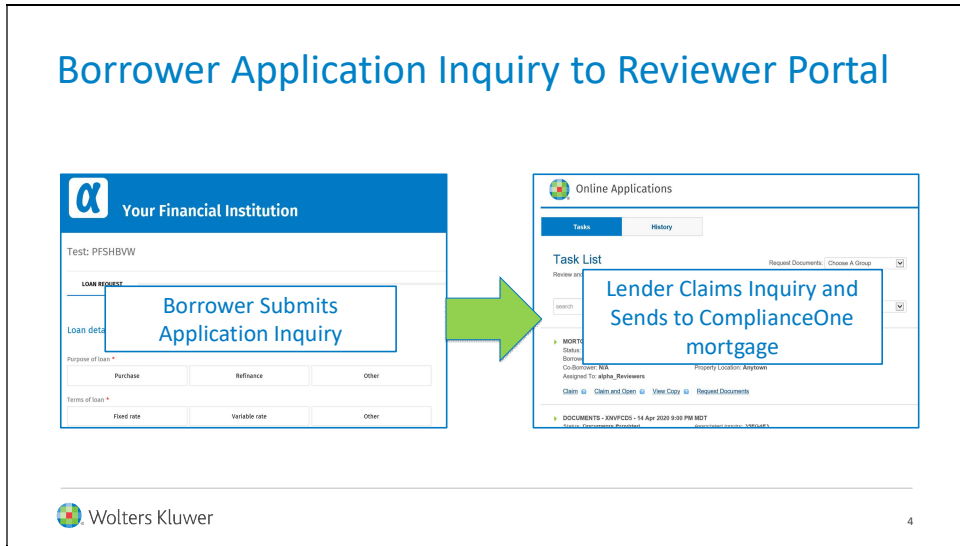 Borrower Application Inquiry to Reviewer Portal
α
Your Financial Institution
Test: PFSHBVW
LOAN REQUEST
Borrower Submits
Application Inquiry
Loan deta
Purpose of loan *
Purchase Refinance Other
Terms of loan *
Fixed rate Variable rate Other
Online Applications
Tasks History
Task List
Request Documents: Choose A Group
Review and
search
Lender Claims Inquiry and
Sends to ComplianceOne
mortgage
Status:
Borrowe
Co-Borrower: N/A Property Location: Anytown
Assigned To: alpha_Reviewers
Claim Claim and Open View Copy Request Documents
DOCUMENTS - XNVFCDS - 14 Apr 2020 9:00 PM MDT
Wolters Kluwer
4